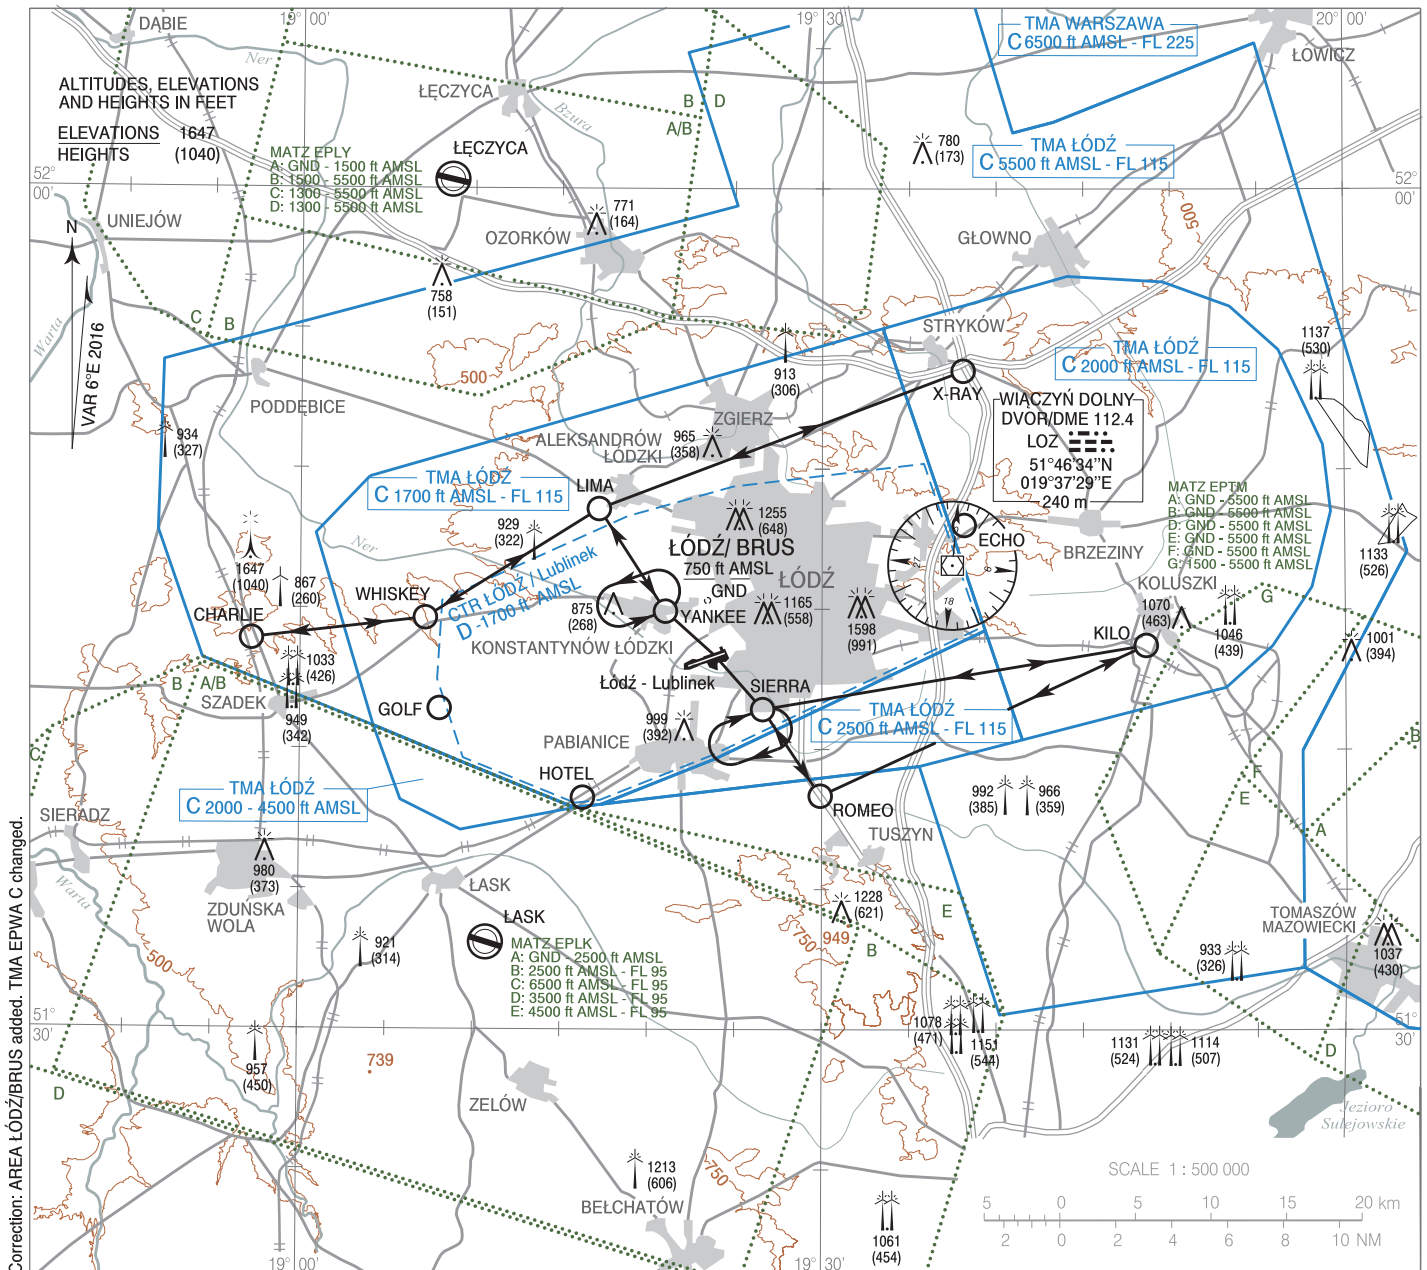 19° 00'
19° 30'
20° 00'
DĄBIE
TMA WARSZAWA
C 6500 ft AMSL - FL 225
ŁOWICZ
Ner
ALTITUDES, ELEVATIONS
AND HEIGHTS IN FEET
ELEVATIONS 1647
HEIGHTS (1040)
ŁĘCZYCA
Bzura
B D
A/B
780
(173)
TMA ŁÓDŹ
C 5500 ft AMSL - FL 115
ŁĘCZYCA
MATZ EPLY
A: GND - 1500 ft AMSL
B: 1500 - 5500 ft AMSL
C: 1300 - 5500 ft AMSL
D: 1300 - 5500 ft AMSL
52°
00'
52°
00'
UNIEJÓW
N
771
(164)
OZORKÓW
GŁOWNO
500
758
(151)
VAR 6°E 2016
Warta
C B
STRYKÓW
1137
(530)
TMA ŁÓDŹ
C 2000 ft AMSL - FL 115
913
(306)
500
X-RAY
PODDĘBICE
WIĄCZYŃ DOLNY
DVOR/DME 112.4
LOZ
51°46'34"N
019°37'29"E
240 m
ZGIERZ
934
(327)
965
(358)
ALEKSANDRÓW
ŁÓDZKI
TMA ŁÓDŹ
C 1700 ft AMSL - FL 115
LIMA
MATZ EPTM
A: GND - 5500 ft AMSL
B: GND - 5500 ft AMSL
D: GND - 5500 ft AMSL
E: GND - 5500 ft AMSL
F: GND - 5500 ft AMSL
G: 1500 - 5500 ft AMSL
929
(322)
1255
(648)
Ner
ŁÓDŹ/ BRUS
750 ft AMSL
GND
ECHO
BRZEZINY
1133
(526)
1647
(1040)
867
(260)
CTR ŁÓDŹ / Lublinek
D -1700 ft AMSL
ŁÓDŹ
KOLUSZKI
G
WHISKEY
875
(268)
YANKEE
1165
(558)
1598
(991)
18
1070
(463)
1046
(439)
1001
(394)
CHARLIE
KILO
KONSTANTYNÓW ŁÓDZKI
1033
(426)
B A/B
SZADEK
949
(342)
Łódź - Lublinek
SIERRA
GOLF
TMA ŁÓDŹ
C 2500 ft AMSL - FL 115
999
(392)
PABIANICE
C
B
HOTEL
F
TMA ŁÓDŹ
C 2000 - 4500 ft AMSL
992
(385)
966
(359)
E
ROMEO
SIERADZ
TUSZYN
A
980
(373)
Warta
ŁASK
ZDUŃSKA
WOLA
1228
(621)
E
TOMASZÓW
MAZOWIECKI
ŁASK
750
949
921
(314)
MATZ EPLK
A: GND - 2500 ft AMSL
B: 2500 ft AMSL - FL 95
C: 6500 ft AMSL - FL 95
D: 3500 ft AMSL - FL 95
E: 4500 ft AMSL - FL 95
B
1037
(430)
500
933
(326)
51°
30'
51°
30'
1078
(471)
1151
(544)
1131
(524)
1114
(507)
D
957
(450)
739
D
ZELÓW
Jezioro
Sulejowskie
1213
(606)
750
SCALE 1 : 500 000
BEŁCHATÓW
5 0 5 10 15 20 km
2 0 2 4 6 8 10 NM
1061
(454)
19° 00'
19° 30'
Correction: AREA ŁÓDŹ/BRUS added. TMA EPWA C changed.